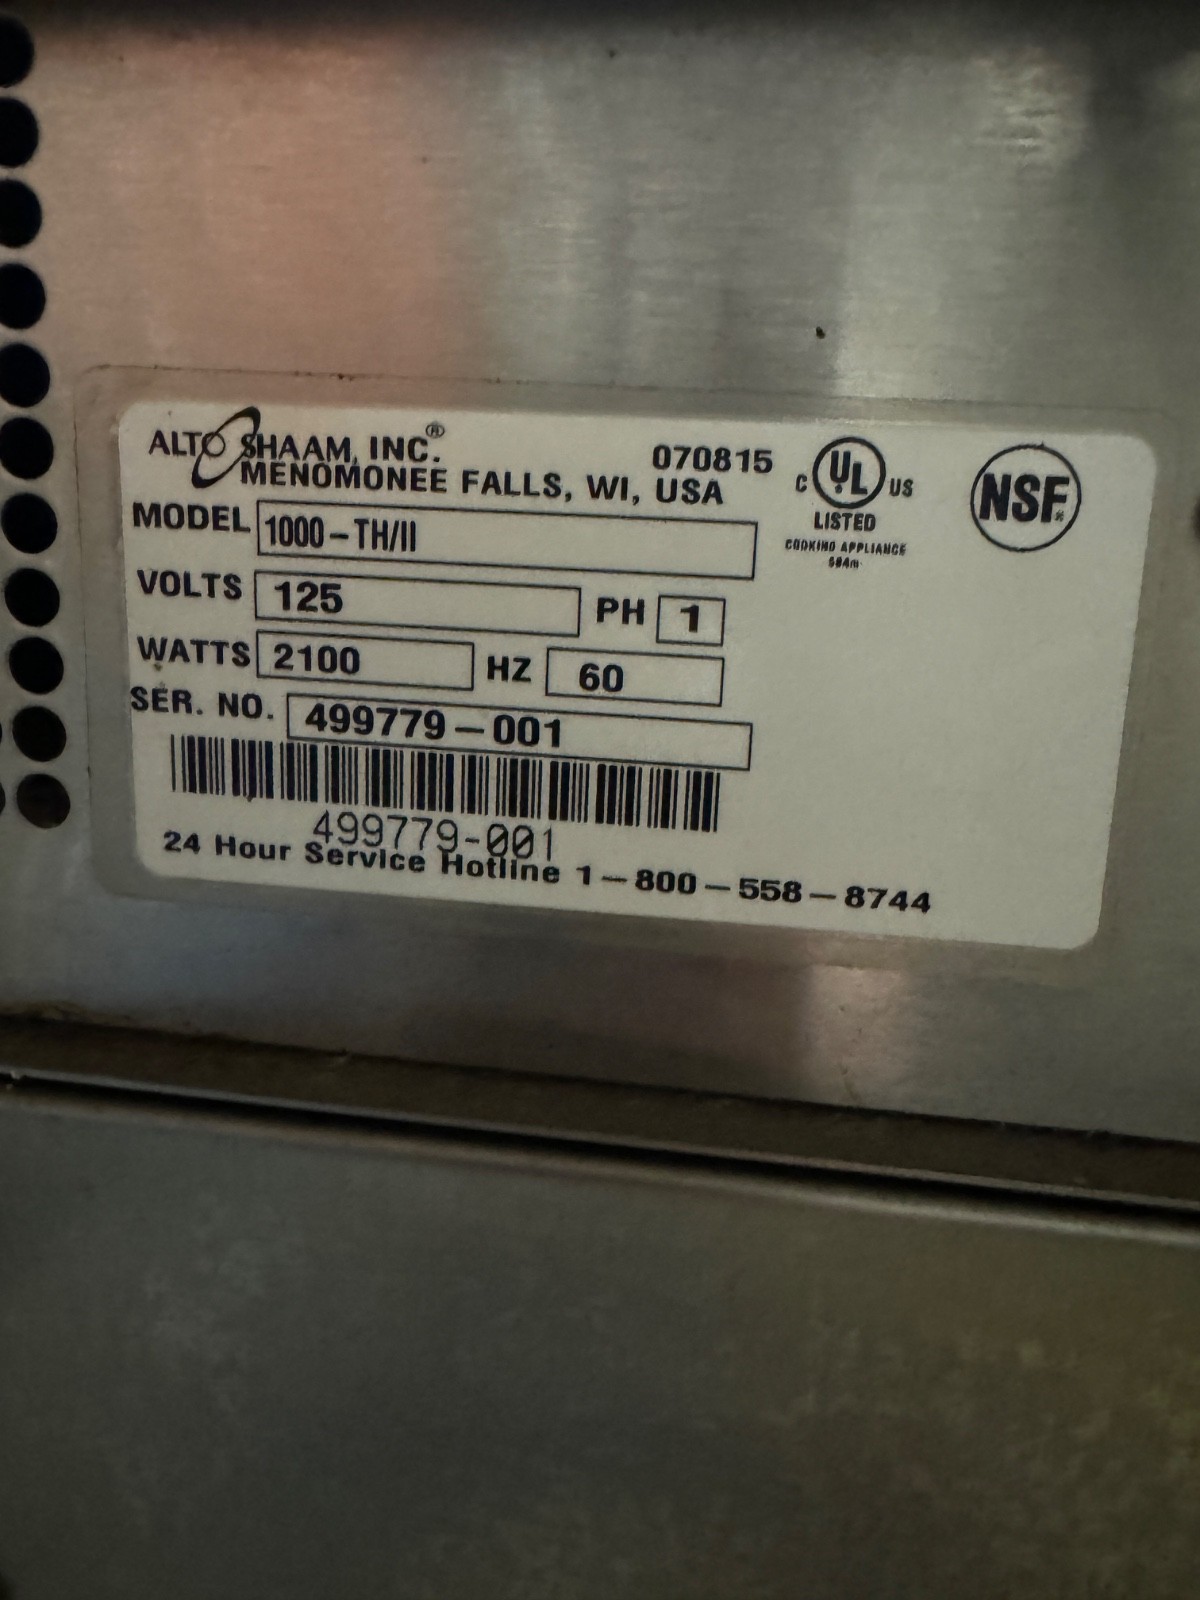 ALTO SHAAM, INC.®
MENOMONEE FALLS, WI, USA
070815
C UL US
LISTED
COOKING APPLIANCE
NSF®
MODEL 1000-TH/II
VOLTS 125 PH 1
WATTS 2100 HZ 60
SER. NO. 499779-001
499779-001
24 Hour Service Hotline 1-800-558-8744